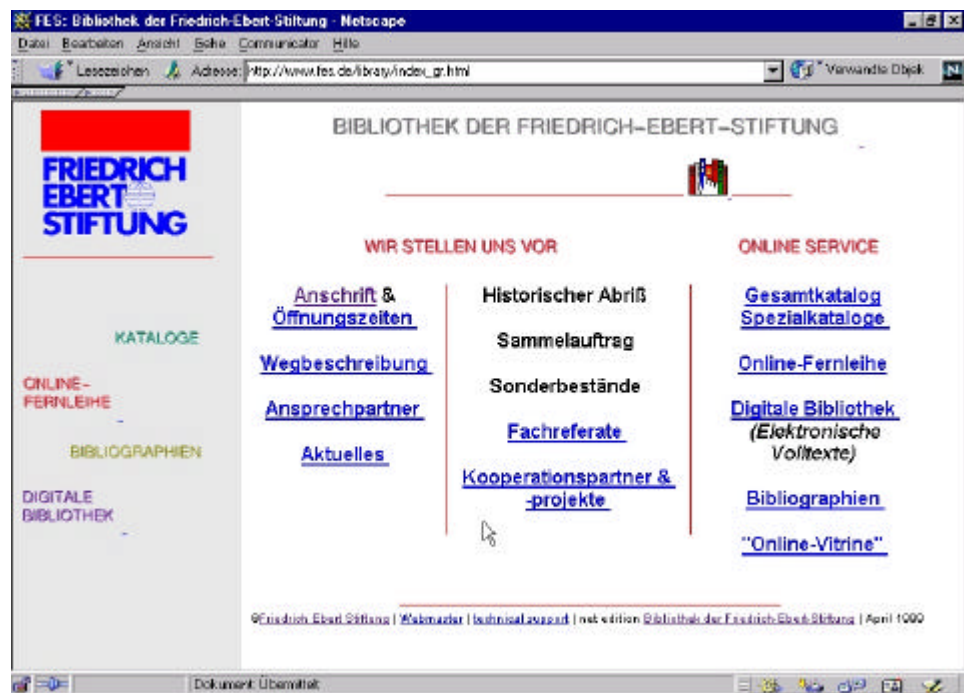 FES: Bibliothek der Friedrich-Ebert-Stiftung - Netscape
Datei Bearbeiten Ansicht Gehe Communicator Hilfe
Lesezeichen Adresse: http://www.fes.de/library/index_gr.html Verwandte Objek
BIBLIOTHEK DER FRIEDRICH-EBERT-STIFTUNG
FRIEDRICH
EBERT
STIFTUNG
KATALOGE
ONLINE-
FERNLEIHE
BIBLIOGRAPHIEN
DIGITALE
BIBLIOTHEK
WIR STELLEN UNS VOR
Anschrift &
Öffnungszeiten
Wegbeschreibung
Ansprechpartner
Aktuelles
Historischer Abriß
Sammelauftrag
Sonderbestände
Fachreferate
Kooperationspartner &
-projekte
ONLINE SERVICE
Gesamtkatalog
Spezialkataloge
Online-Fernleihe
Digitale Bibliothek
(Elektronische
Volltexte)
Bibliographien
"Online-Vitrine"
©Friedrich Ebert Stiftung | Webmaster | technical support | net edition Bibliothek der Friedrich-Ebert-Stiftung | April 1999
Dokument: Übermittelt